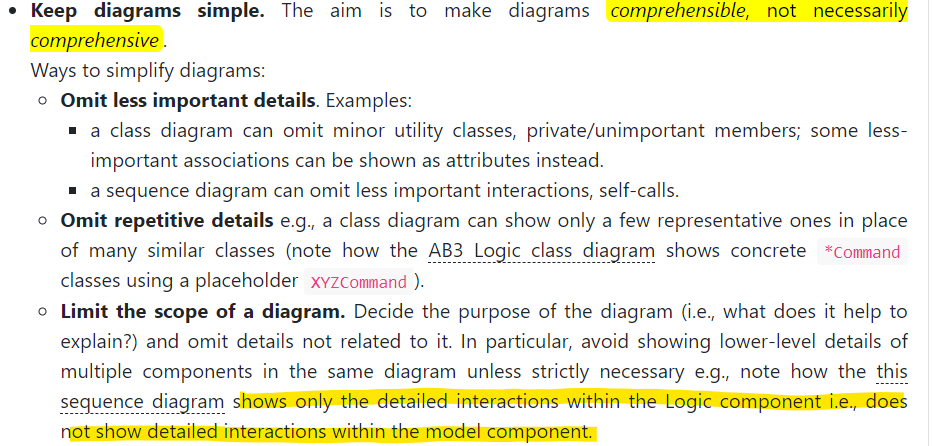 Keep diagrams simple. The aim is to make diagrams comprehensible, not necessarily
comprehensive.
Ways to simplify diagrams:
Omit less important details. Examples:
a class diagram can omit minor utility classes, private/unimportant members; some less-
important associations can be shown as attributes instead.
a sequence diagram can omit less important interactions, self-calls.
Omit repetitive details e.g., a class diagram can show only a few representative ones in place
of many similar classes (note how the AB3 Logic class diagram shows concrete *Command
classes using a placeholder XYZCommand ).
Limit the scope of a diagram. Decide the purpose of the diagram (i.e., what does it help to
explain?) and omit details not related to it. In particular, avoid showing lower-level details of
multiple components in the same diagram unless strictly necessary e.g., note how the this
sequence diagram shows only the detailed interactions within the Logic component i.e., does
not show detailed interactions within the model component.